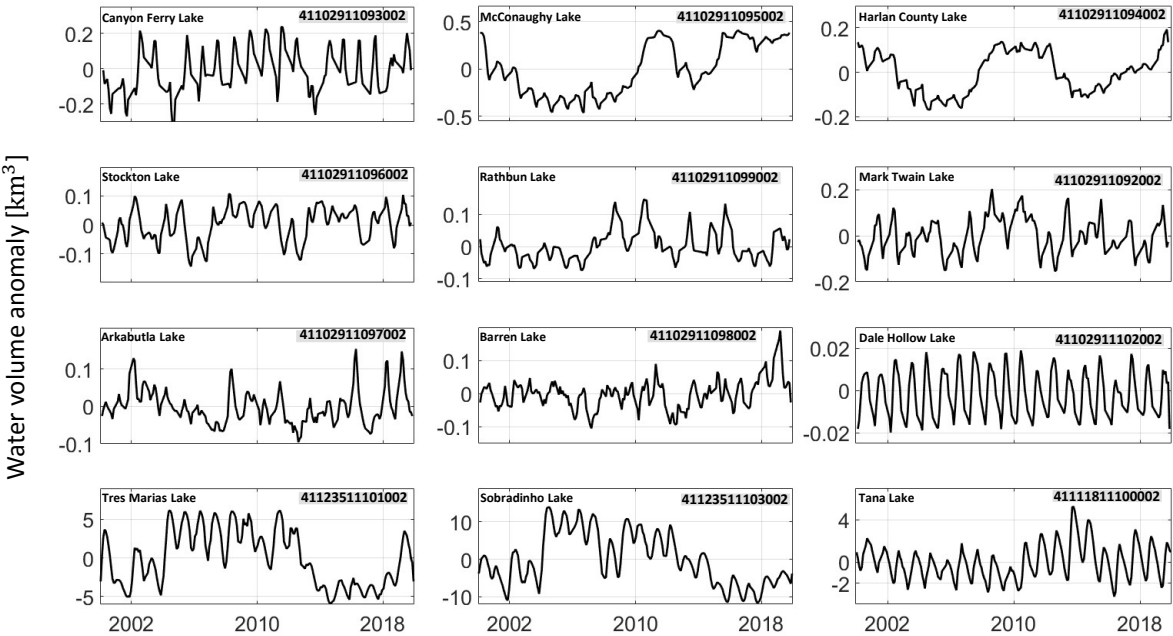 Water volume anomaly [km³]
Canyon Ferry Lake 41102911093002
0.2
0
-0.2
McConaughy Lake 41102911095002
0.5
0
-0.5
Harlan County Lake 41102911094002
0.2
0
-0.2
Stockton Lake 41102911096002
0.1
0
-0.1
Rathbun Lake 41102911099002
0.1
0
-0.1
Mark Twain Lake 41102911092002
0.2
0
-0.2
Arkabutla Lake 41102911097002
0.1
0
-0.1
Barren Lake 41102911098002
0.1
0
-0.1
Dale Hollow Lake 41102911102002
0.02
0
-0.02
Tres Marias Lake 41123511101002
5
0
-5
2002 2010 2018
Sobradinho Lake 41123511103002
10
0
-10
2002 2010 2018
Tana Lake 41111811100002
4
2
0
-2
2002 2010 2018